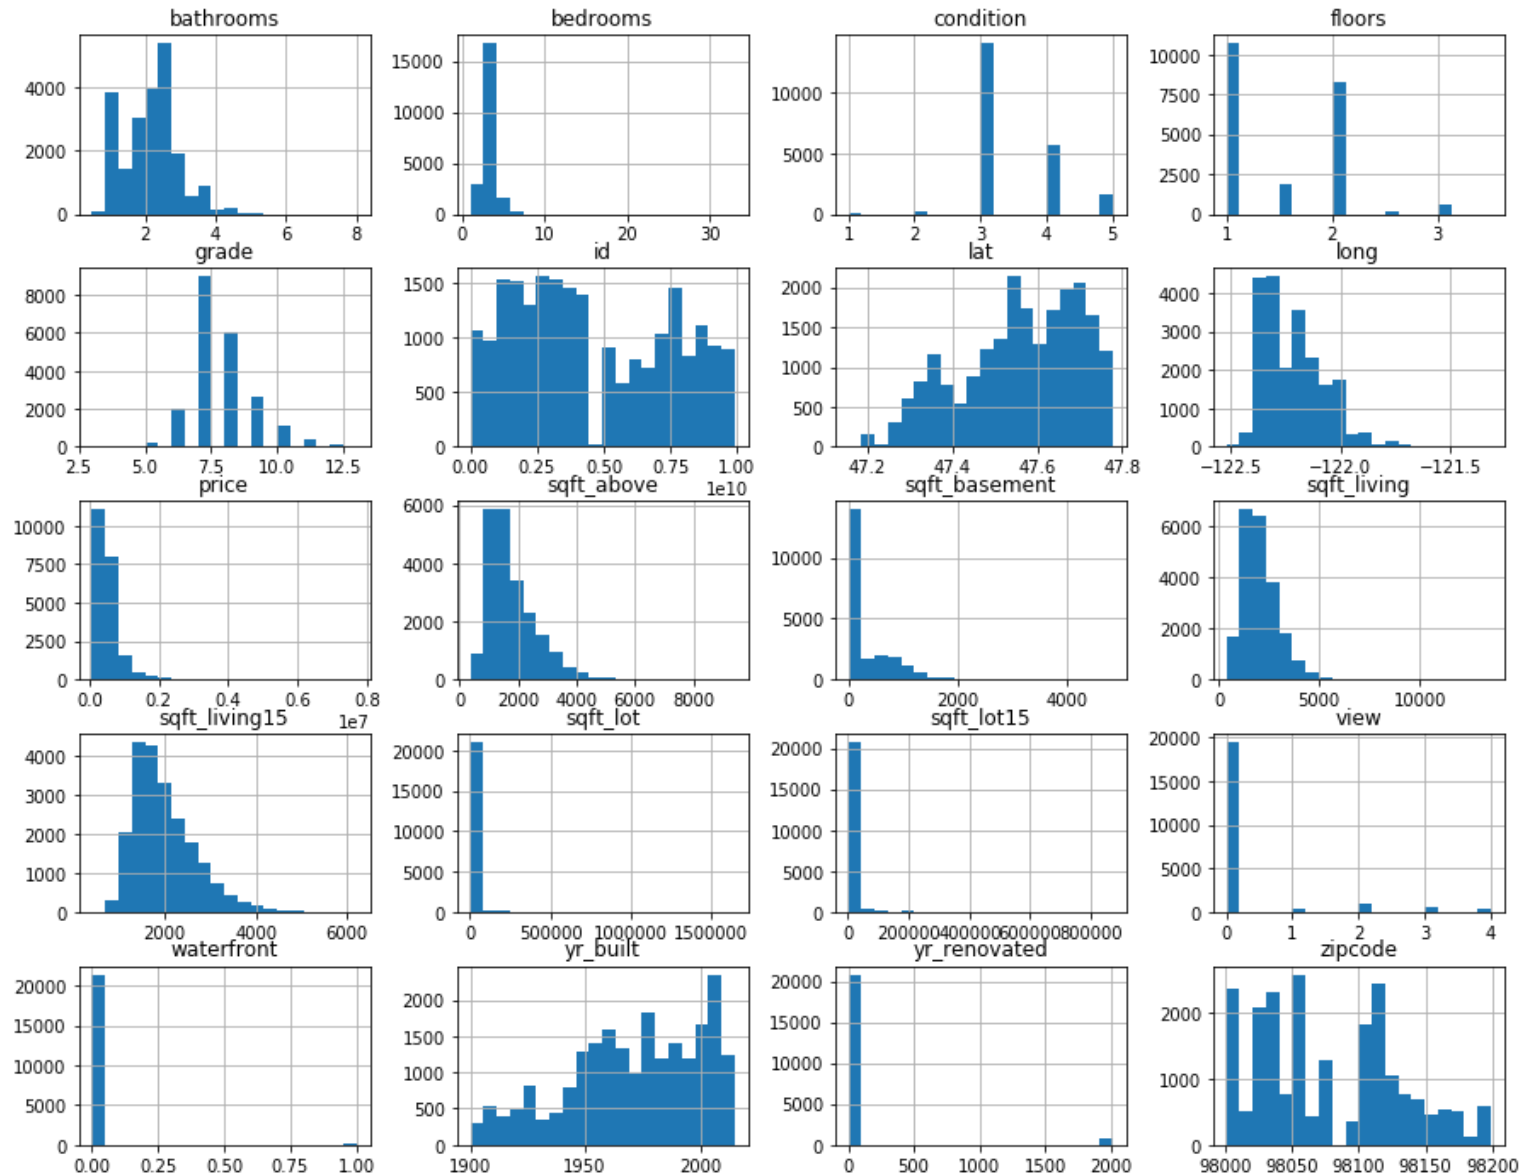 bathrooms bedrooms condition floors
4000 15000 10000 10000
2000 10000 5000 7500
0 5000 0 5000
2 4 6 8 0 2500
0 10 20 30 1 2 3 4 5 0
1 2 3
grade id lat long
8000 1500 2000 4000
6000 1000 1500 3000
4000 500 1000 2000
2000 0 500 1000
0 0 0
2.5 5.0 7.5 10.0 12.5 0.00 0.25 0.50 0.75 1.00 47.2 47.4 47.6 47.8 −122.5 −122.0 −121.5
1e10
price sqft_above sqft_basement sqft_living
10000 6000 10000 6000
7500 4000 5000 4000
5000 2000 0 2000
2500 0 0
0
0.0 0.2 0.4 0.6 0.8 0 2000 4000 6000 8000 0 2000 4000 0 5000 10000
1e7
sqft_living15 sqft_lot sqft_lot15 view
4000 20000 20000 20000
3000 15000 15000 15000
2000 10000 10000 10000
1000 5000 5000 5000
0 0 0 0
2000 4000 6000 0 500000 1000000 1500000 0 200000 400000 600000 800000 0 1 2 3 4
waterfront yr_built yr_renovated zipcode
20000 2000 20000 2000
15000 1500 15000 1000
10000 1000 10000 0
5000 500 5000
0 0 0
0.00 0.25 0.50 0.75 1.00 1900 1950 2000 0 500 1000 1500 2000 98000 98050 98100 98150 98200